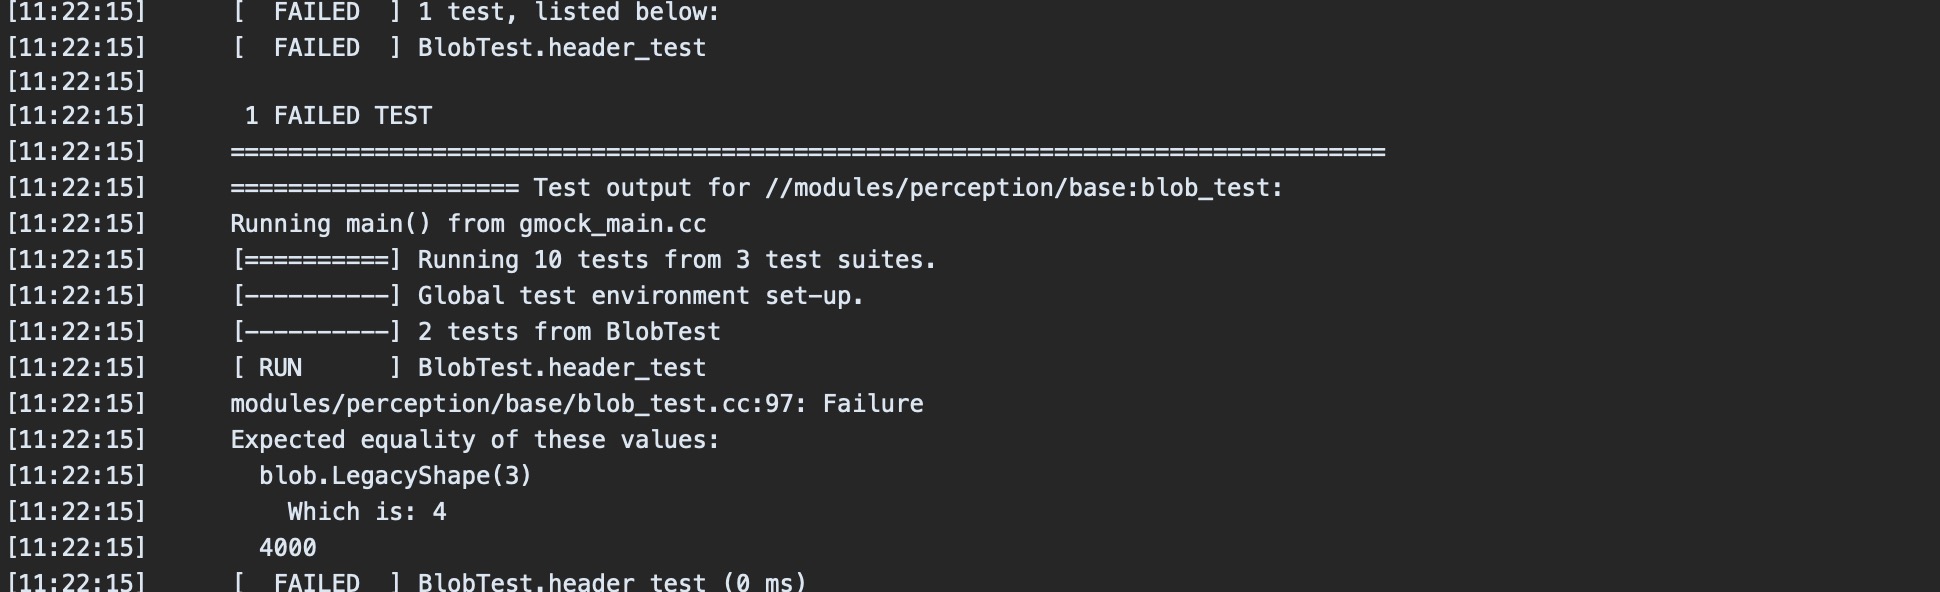 [11:22:15] [  FAILED  ] 1 test, listed below:
[11:22:15] [  FAILED  ] BlobTest.header_test
[11:22:15]
[11:22:15]  1 FAILED TEST
[11:22:15] ================================================================================
[11:22:15] ==================== Test output for //modules/perception/base:blob_test:
[11:22:15] Running main() from gmock_main.cc
[11:22:15] [==========] Running 10 tests from 3 test suites.
[11:22:15] [----------] Global test environment set-up.
[11:22:15] [----------] 2 tests from BlobTest
[11:22:15] [ RUN      ] BlobTest.header_test
[11:22:15] modules/perception/base/blob_test.cc:97: Failure
[11:22:15] Expected equality of these values:
[11:22:15]   blob.LegacyShape(3)
[11:22:15]     Which is: 4
[11:22:15]   4000
[11:22:15] [  FAILED  ] BlobTest.header_test (0 ms)